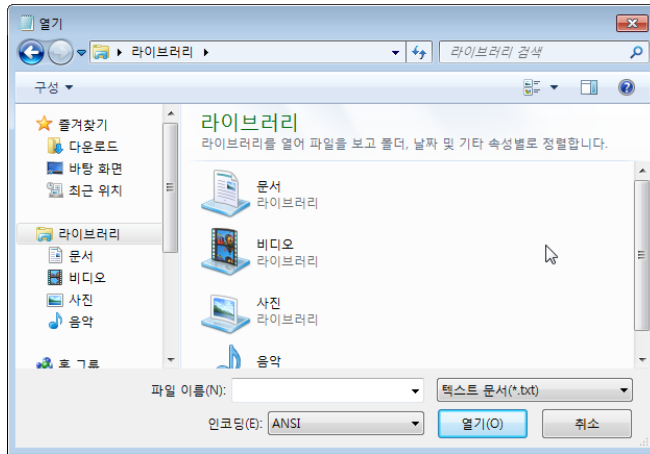 열기
라이브러리
라이브러리 검색
구성
즐겨찾기
다운로드
바탕 화면
최근 위치
라이브러리
문서
비디오
사진
음악
홈 그룹
라이브러리
라이브러리를 열어 파일을 보고 폴더, 날짜 및 기타 속성별로 정렬합니다.
문서
라이브러리
비디오
라이브러리
사진
라이브러리
음악
파일 이름(N):
텍스트 문서(*.txt)
인코딩(E): ANSI
열기(O)
취소